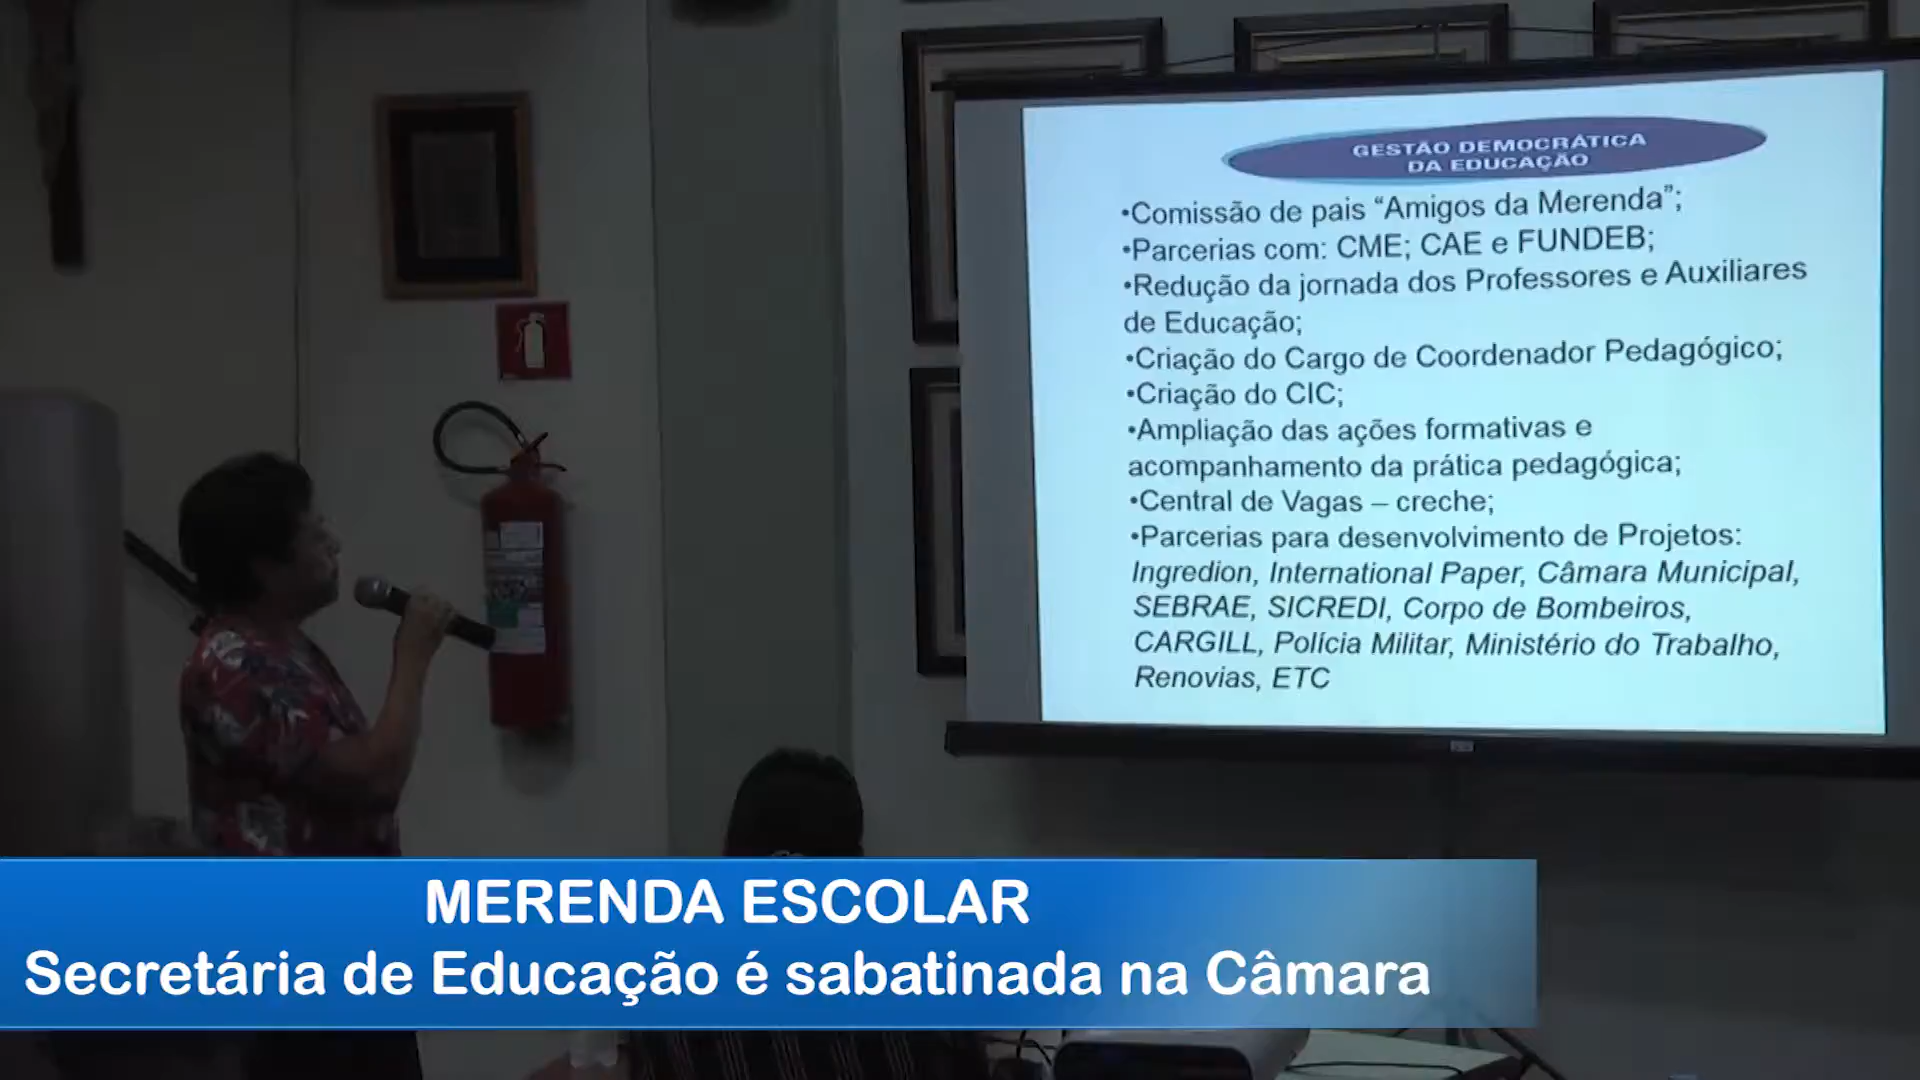 GESTÃO DEMOCRÁTICA
DA EDUCAÇÃO
•Comissão de pais “Amigos da Merenda”;
•Parcerias com: CME; CAE e FUNDEB;
•Redução da jornada dos Professores e Auxiliares
de Educação;
•Criação do Cargo de Coordenador Pedagógico;
•Criação do CIC;
•Ampliação das ações formativas e
acompanhamento da prática pedagógica;
•Central de Vagas – creche;
•Parcerias para desenvolvimento de Projetos:
Ingredion, International Paper, Câmara Municipal,
SEBRAE, SICREDI, Corpo de Bombeiros,
CARGILL, Polícia Militar, Ministério do Trabalho,
Renovias, ETC
MERENDA ESCOLAR
Secretária de Educação é sabatinada na Câmara